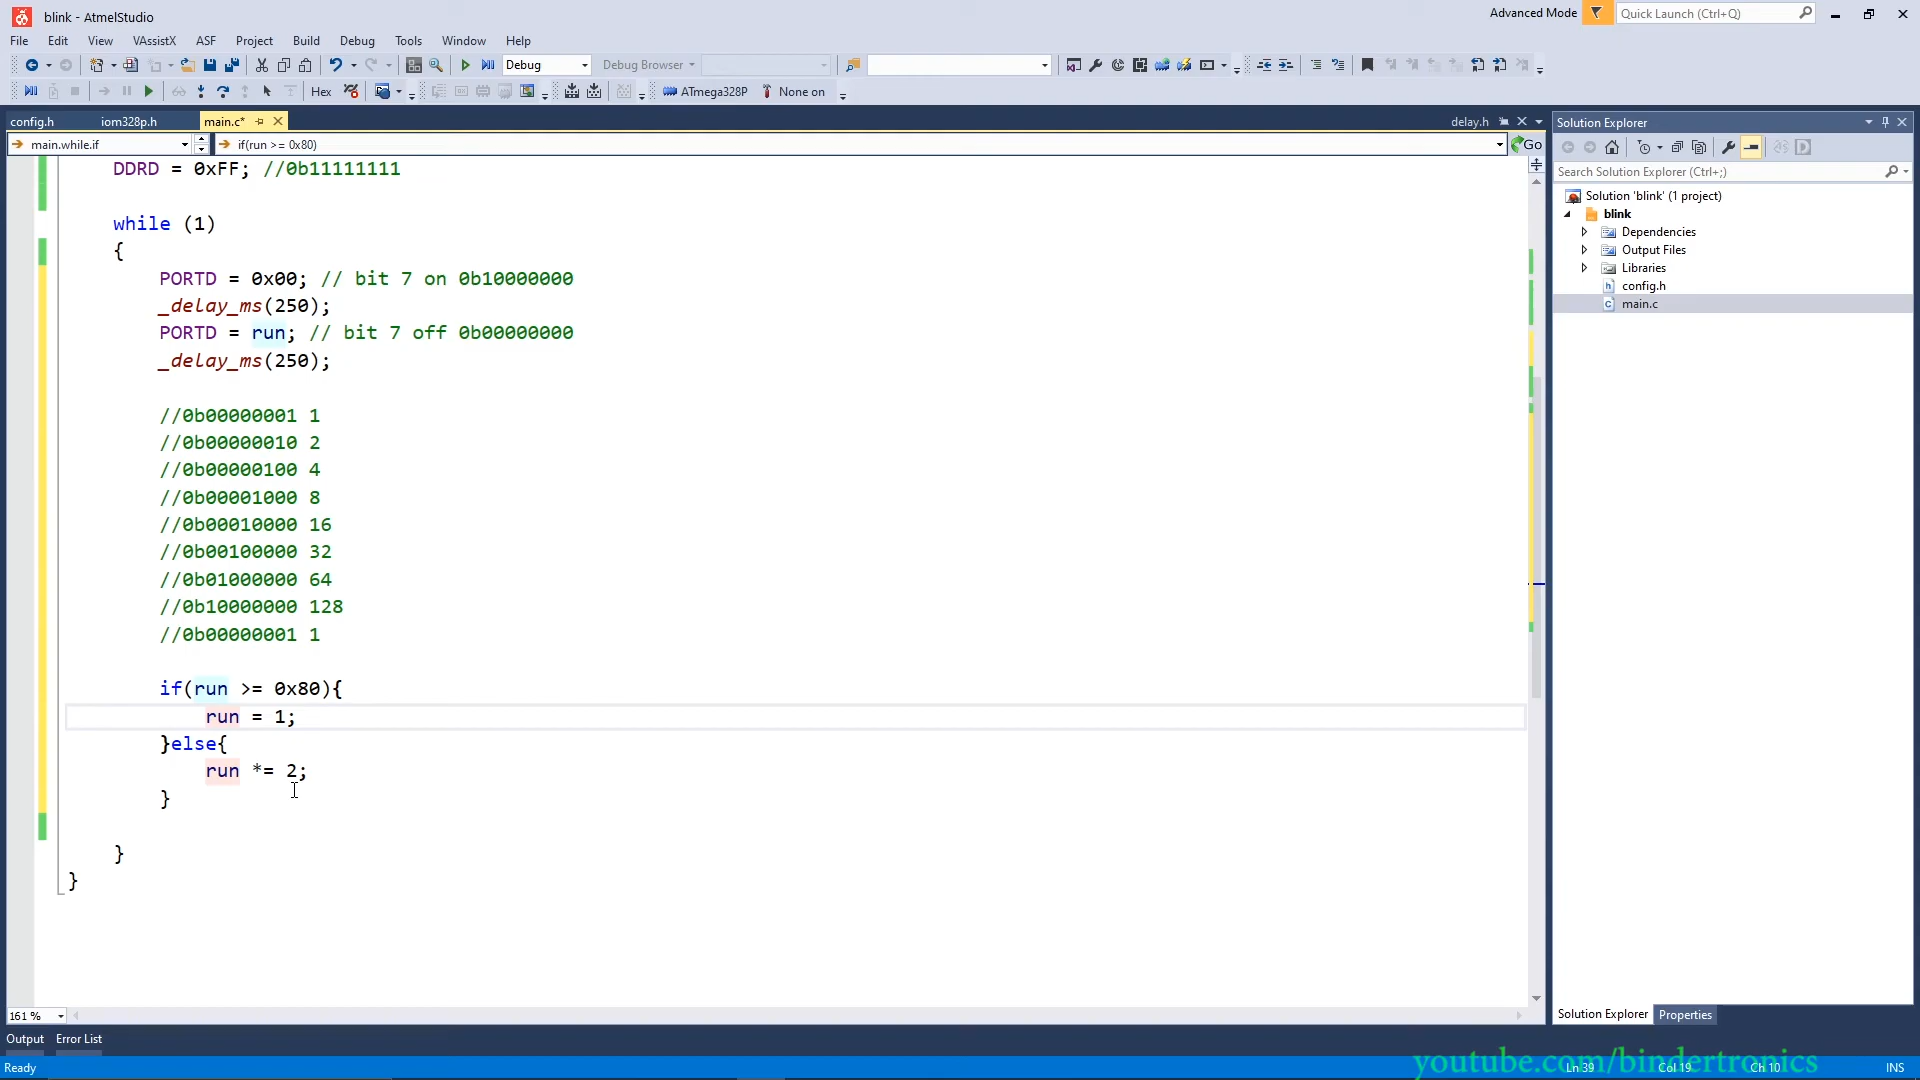 blink - AtmelStudio
Advanced Mode
Quick Launch (Ctrl+Q)
File Edit View VAssistX ASF Project Build Debug Tools Window Help
Debug
Debug Browser
Hex
ATmega328P
None on
config.h iom328p.h main.c* delay.h
main.while.if
if(run >= 0x80)
Go
DDRD = 0xFF; //0b11111111
while (1)
{
PORTD = 0x00; // bit 7 on 0b10000000
_delay_ms(250);
PORTD = run; // bit 7 off 0b00000000
_delay_ms(250);
//0b00000001 1
//0b00000010 2
//0b00000100 4
//0b00001000 8
//0b00010000 16
//0b00100000 32
//0b01000000 64
//0b10000000 128
//0b00000001 1
if(run >= 0x80){
run = 1;
}else{
run *= 2;
}
}
}
161 %
Output Error List
Solution Explorer
Search Solution Explorer (Ctrl+;)
Solution 'blink' (1 project)
blink
Dependencies
Output Files
Libraries
config.h
main.c
Solution Explorer Properties
Ready
youtube.com/bindertronics
Ln 39 Col 19 Ch 10 INS